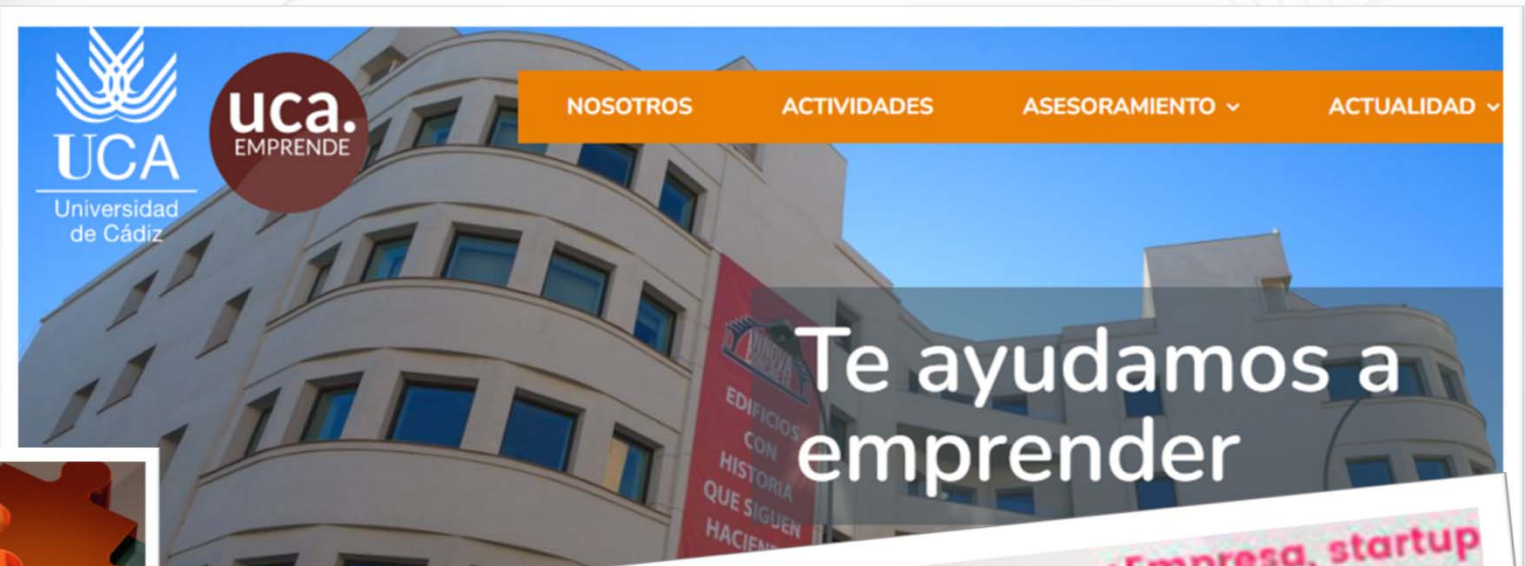 UCA
Universidad
de Cádiz
uca.
EMPRENDE
NOSOTROS
ACTIVIDADES
ASESORAMIENTO
ACTUALIDAD
Te ayudamos a
emprender
EDIFICIOS
CON
HISTORIA
QUE SIGUEN
Empresa, startup